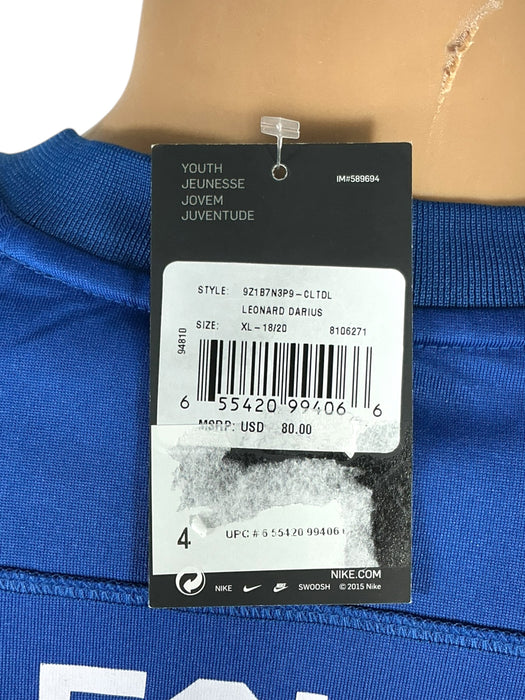 YOUTH
JEUNESSE
JOVEM
JUVENTUDE
IM#589694
STYLE: 9Z1B7N3P9-CLTDL
LEONARD DARIUS
SIZE: XL-18/20 8106271
94810
6 55420 99406 6
MSRP: USD 80.00
4
UPC # 6 55420 99406
NIKE.COM
NIKE SWOOSH © 2015 Nike